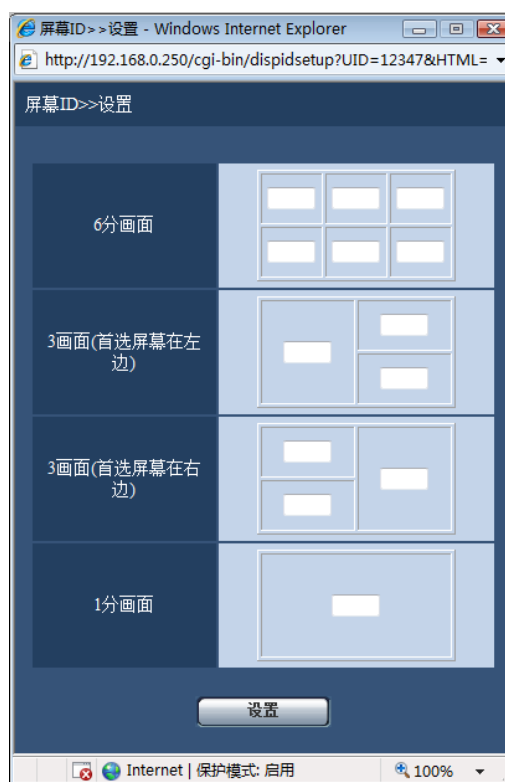 屏幕ID>>设置 - Windows Internet Explorer
http://192.168.0.250/cgi-bin/dispidsetup?UID=12347&HTML=
屏幕ID>>设置
6分画面
3画面(首选屏幕在左
边)
3画面(首选屏幕在右
边)
1分画面
设置
Internet | 保护模式: 启用
100%